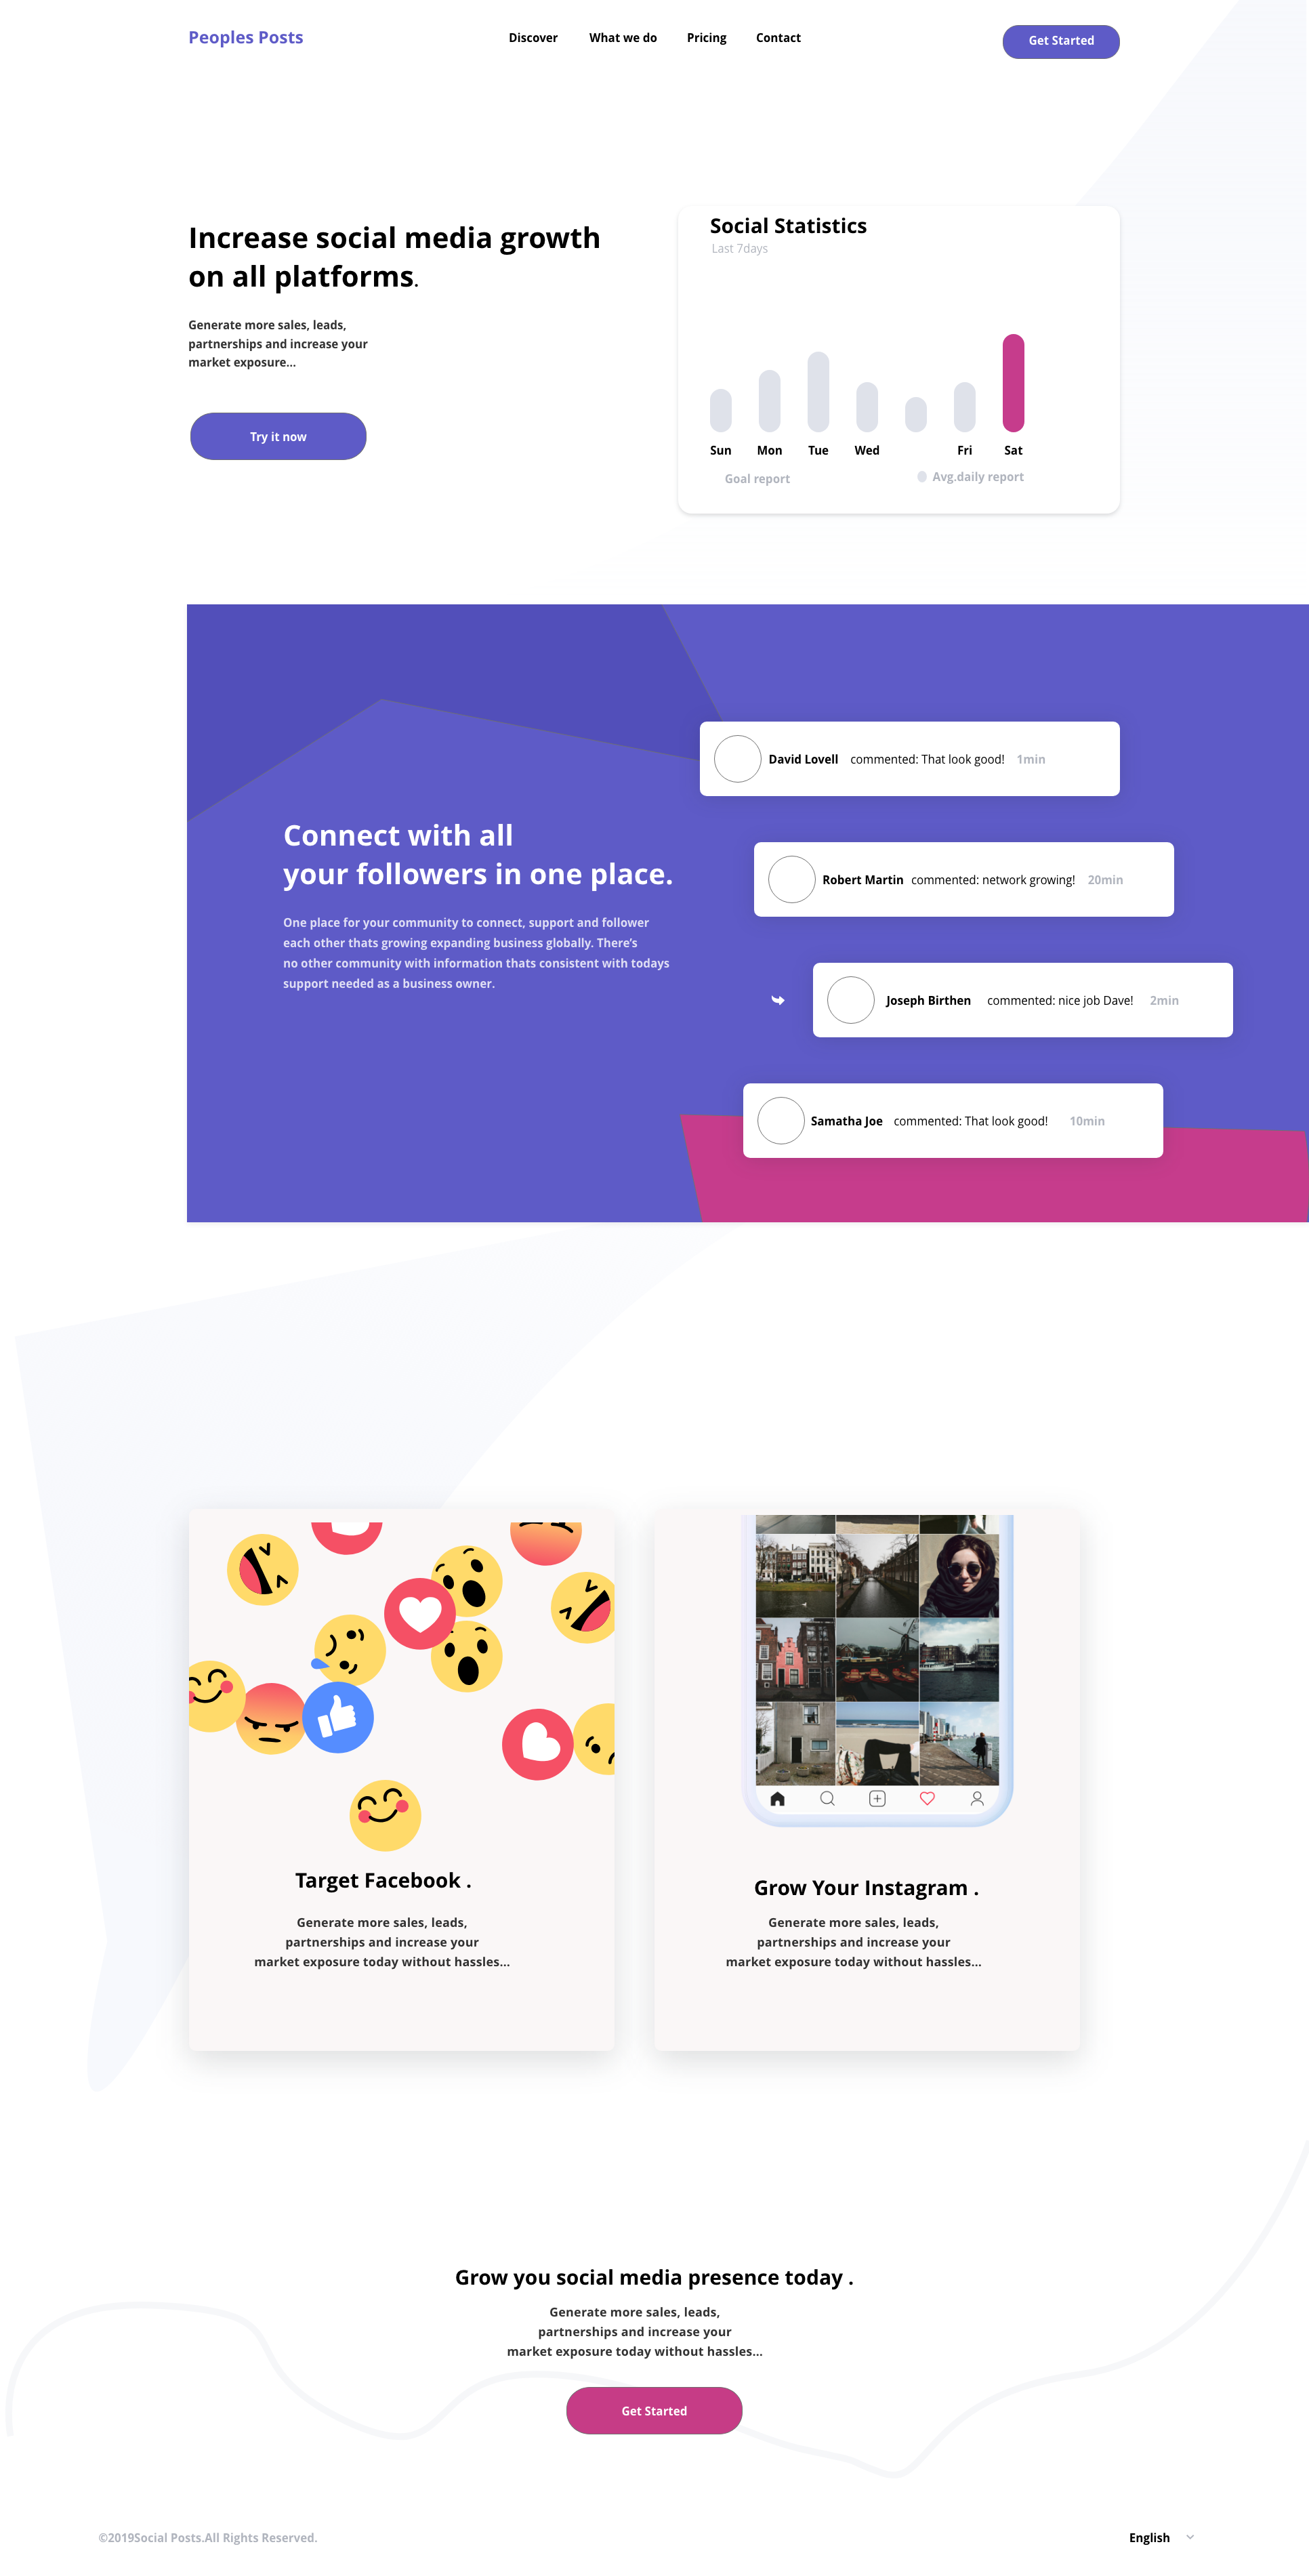 Peoples Posts
Discover What we do Pricing Contact
Get Started
Increase social media growth
on all platforms.
Generate more sales, leads,
partnerships and increase your
market exposure...
Try it now
Social Statistics
Last 7days
Sun Mon Tue Wed Fri Sat
Goal report Avg.daily report
David Lovell commented: That look good! 1min
Robert Martin commented: network growing! 20min
Connect with all
your followers in one place.
One place for your community to connect, support and follower
each other thats growing expanding business globally. There's
no other community with information thats consistent with todays
support needed as a business owner.
Joseph Birthen commented: nice job Dave! 2min
Samatha Joe commented: That look good! 10min
Target Facebook .
Generate more sales, leads,
partnerships and increase your
market exposure today without hassles...
Grow Your Instagram .
Generate more sales, leads,
partnerships and increase your
market exposure today without hassles...
Grow you social media presence today .
Generate more sales, leads,
partnerships and increase your
market exposure today without hassles...
Get Started
©2019Social Posts.All Rights Reserved.
English